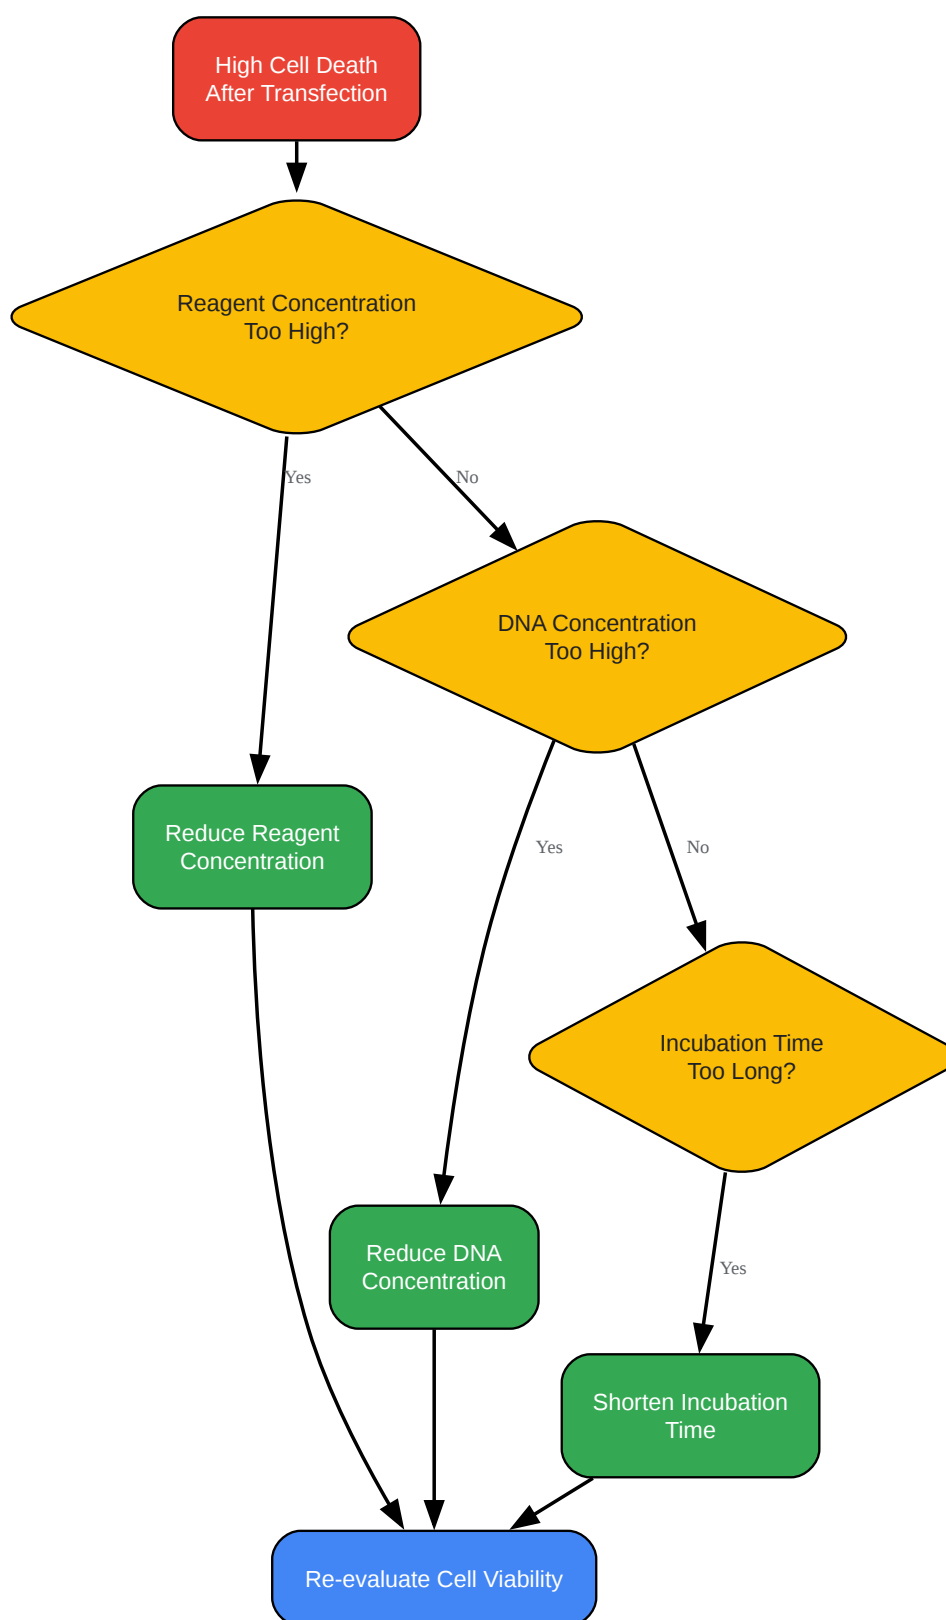 High Cell Death
After Transfection
Reagent Concentration
Too High?
Yes
No
DNA Concentration
Too High?
Reduce Reagent
Concentration
Yes
No
Incubation Time
Too Long?
Reduce DNA
Concentration
Yes
Shorten Incubation
Time
Re-evaluate Cell Viability